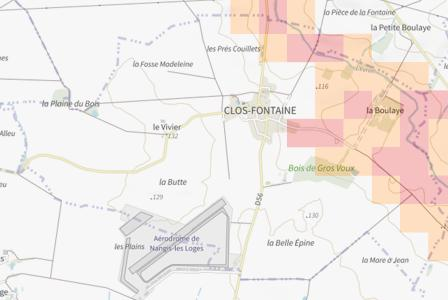 la Pièce de la Fontaine
la Petite Boulaye
les Prés Couillets
la Fosse Madeleine
116
la Plaine du Bois
CLOS-FONTAINE
la Boulaye
le Vivier
132
Alleu
Bois de Gros Voux
la Butte
129
D56
130
les Plains
Aérodrome de
Nangis-les Loges
la Belle Épine
la Mare à Jean